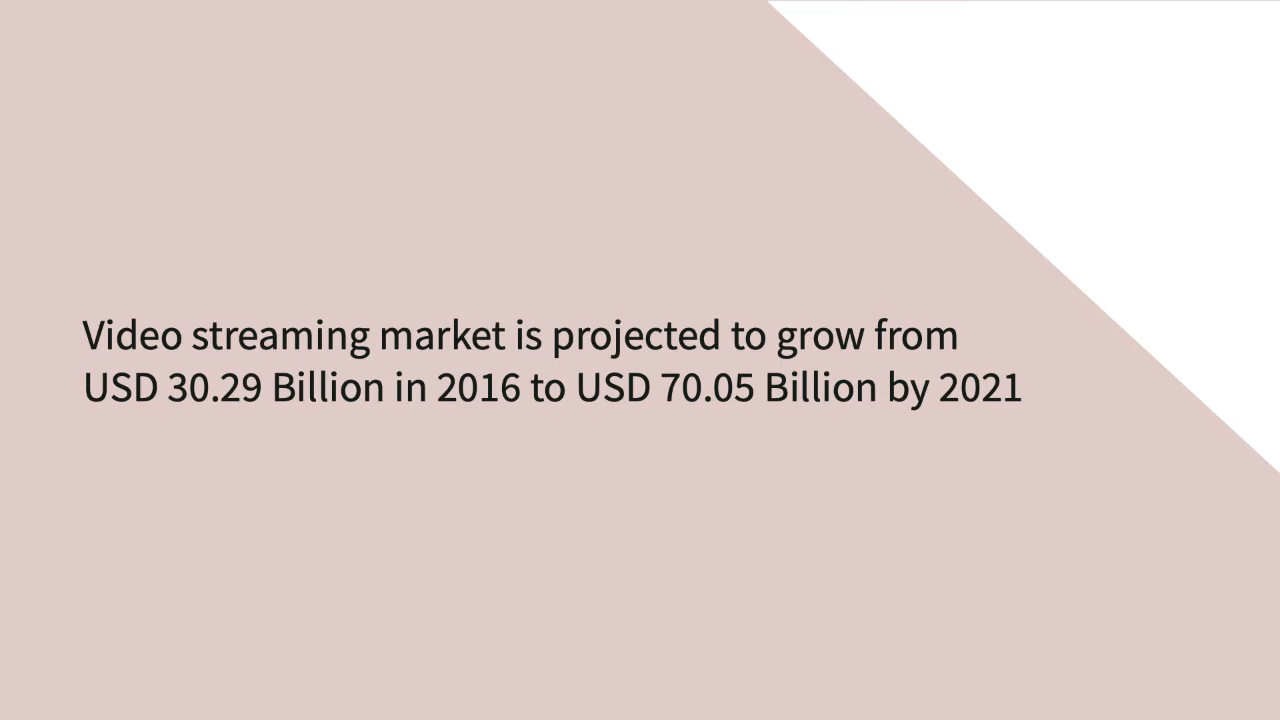 Video streaming market is projected to grow from
USD 30.29 Billion in 2016 to USD 70.05 Billion by 2021